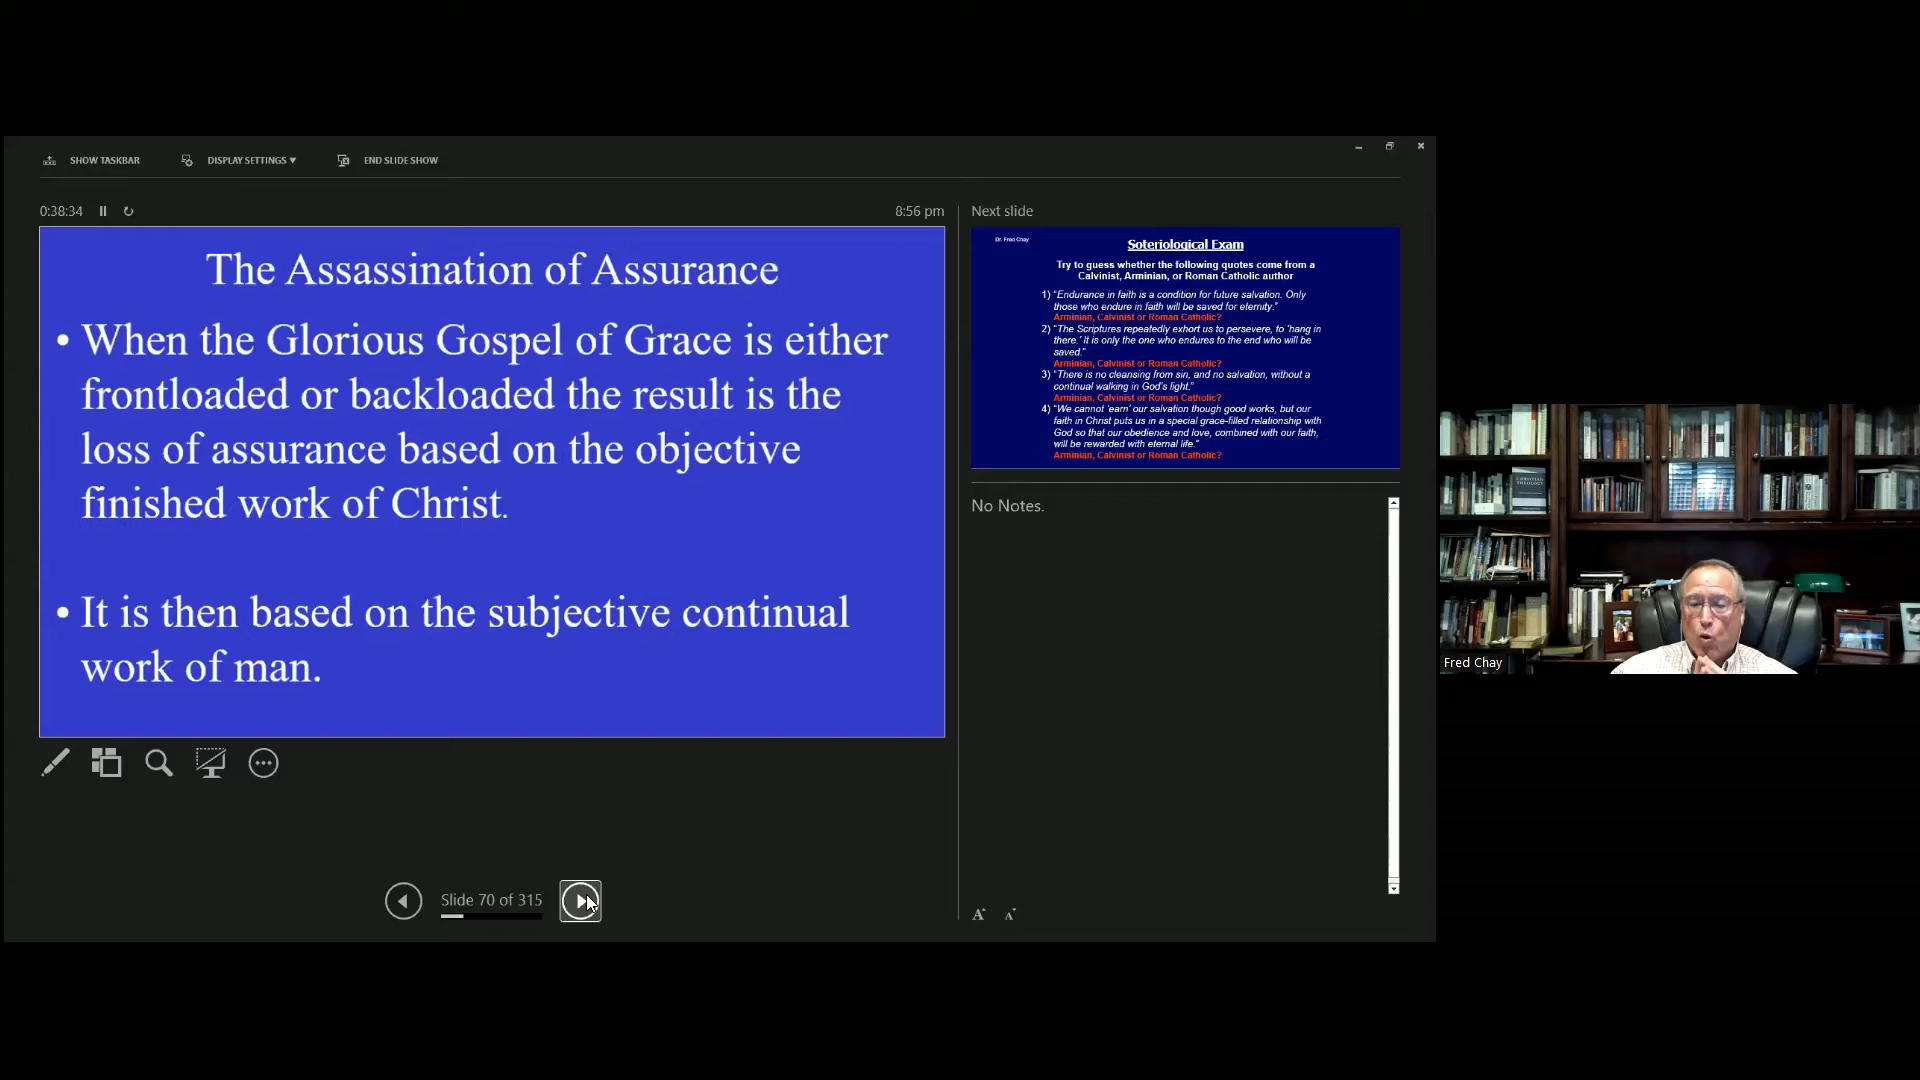 SHOW TASKBAR
DISPLAY SETTINGS ▾
END SLIDE SHOW
0:38:34
8:56 pm
The Assassination of Assurance
• When the Glorious Gospel of Grace is either
frontloaded or backloaded the result is the
loss of assurance based on the objective
finished work of Christ.
• It is then based on the subjective continual
work of man.
Slide 70 of 315
Next slide
Dr. Fred Chay
Soteriological Exam
Try to guess whether the following quotes come from a
Calvinist, Arminian, or Roman Catholic author
1) "Endurance in faith is a condition for future salvation. Only
those who endure in faith will be saved for eternity."
Arminian, Calvinist or Roman Catholic?
2) "The Scriptures repeatedly exhort us to persevere, to 'hang in
there.' It is only the one who endures to the end who will be
saved."
Arminian, Calvinist or Roman Catholic?
3) "There is no cleansing from sin, and no salvation, without a
continual walking in God's light."
Arminian, Calvinist or Roman Catholic?
4) "We cannot 'earn' our salvation though good works, but our
faith in Christ puts us in a special grace-filled relationship with
God so that our obedience and love, combined with our faith,
will be rewarded with eternal life."
Arminian, Calvinist or Roman Catholic?
No Notes.
A A
CHRISTIAN
THEOLOGY
Fred Chay